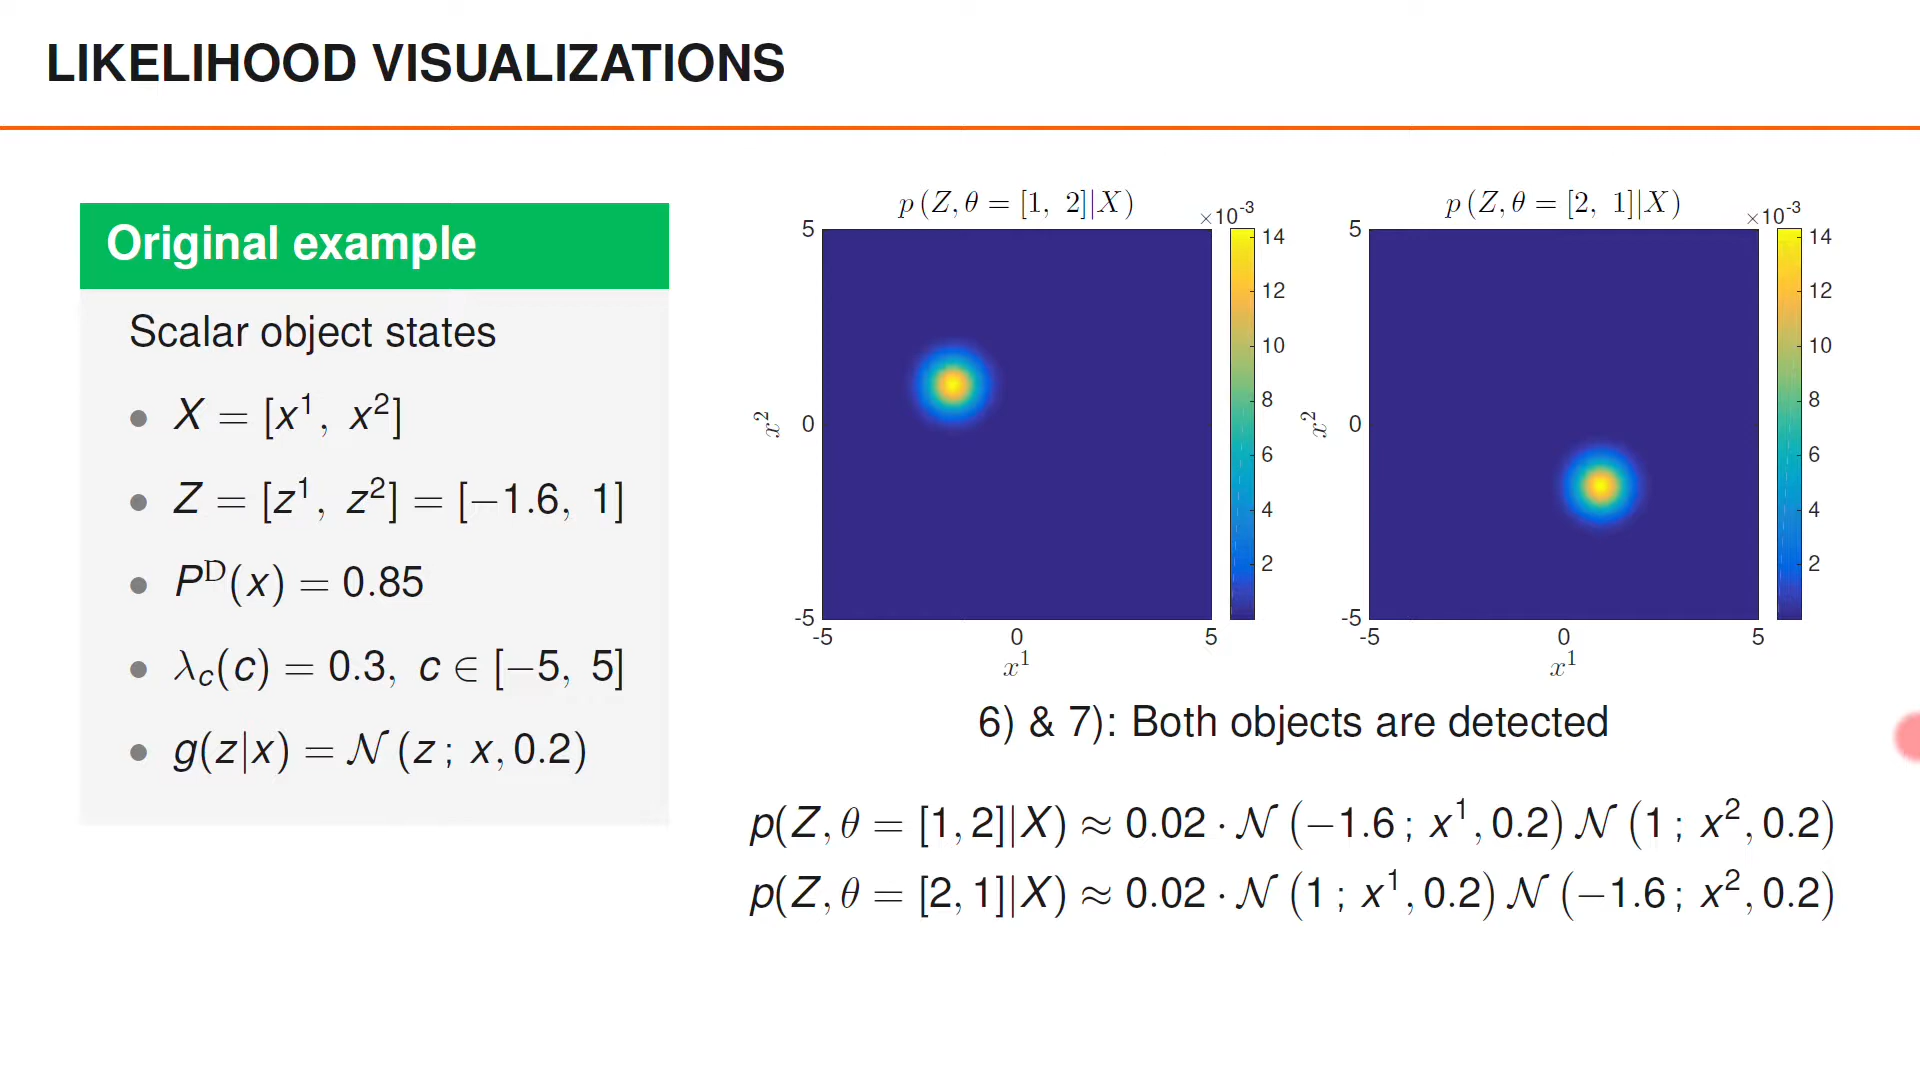 LIKELIHOOD VISUALIZATIONS
Original example
Scalar object states
• X = [x¹, x²]
• Z = [z¹, z²] = [−1.6, 1]
• Pᴰ(x) = 0.85
• λ_c(c) = 0.3, c ∈ [−5, 5]
• g(z|x) = 𝒩(z ; x, 0.2)
p(Z, θ = [1, 2]|X)
×10⁻³
5
0
-5
-5 0 5
x²
x¹
14
12
10
8
6
4
2
p(Z, θ = [2, 1]|X)
×10⁻³
5
0
-5
-5 0 5
x²
x¹
14
12
10
8
6
4
2
6) & 7): Both objects are detected
p(Z, θ = [1, 2]|X) ≈ 0.02 · 𝒩(−1.6 ; x¹, 0.2) 𝒩(1 ; x², 0.2)
p(Z, θ = [2, 1]|X) ≈ 0.02 · 𝒩(1 ; x¹, 0.2) 𝒩(−1.6 ; x², 0.2)